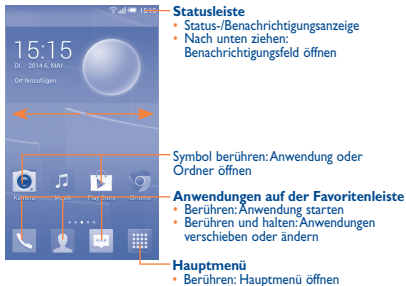 15:15
Statusleiste
• Status-/Benachrichtigungsanzeige
• Nach unten ziehen:
Benachrichtigungsfeld öffnen
15:15
DI. 2014 6. MAI
Ort hinzufügen
Symbol berühren: Anwendung oder
Ordner öffnen
Kamera Musik Play Store Chrome
Anwendungen auf der Favoritenleiste
• Berühren: Anwendung starten
• Berühren und halten: Anwendungen
verschieben oder ändern
Hauptmenü
• Berühren: Hauptmenü öffnen